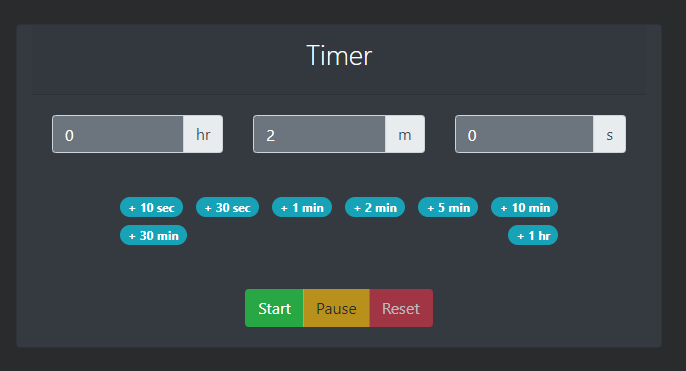 Timer
0 hr 2 m 0 s
+ 10 sec + 30 sec + 1 min + 2 min + 5 min + 10 min
+ 30 min + 1 hr
Start Pause Reset